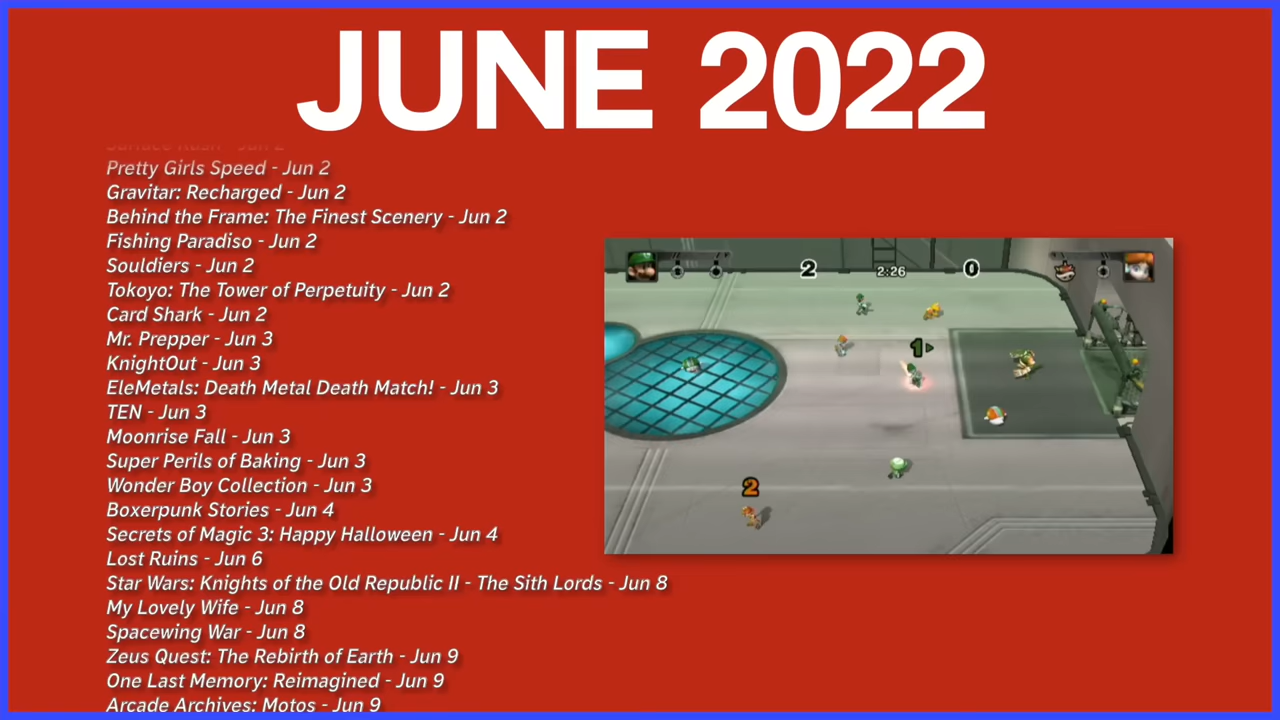 JUNE 2022
Pretty Girls Speed - Jun 2
Gravitar: Recharged - Jun 2
Behind the Frame: The Finest Scenery - Jun 2
Fishing Paradiso - Jun 2
Souldiers - Jun 2
Tokoyo: The Tower of Perpetuity - Jun 2
Card Shark - Jun 2
Mr. Prepper - Jun 3
KnightOut - Jun 3
EleMetals: Death Metal Death Match! - Jun 3
TEN - Jun 3
Moonrise Fall - Jun 3
Super Perils of Baking - Jun 3
Wonder Boy Collection - Jun 3
Boxerpunk Stories - Jun 4
Secrets of Magic 3: Happy Halloween - Jun 4
Lost Ruins - Jun 6
Star Wars: Knights of the Old Republic II - The Sith Lords - Jun 8
My Lovely Wife - Jun 8
Spacewing War - Jun 8
Zeus Quest: The Rebirth of Earth - Jun 9
One Last Memory: Reimagined - Jun 9
Arcade Archives: Motos - Jun 9
2 2:26 0
1
2